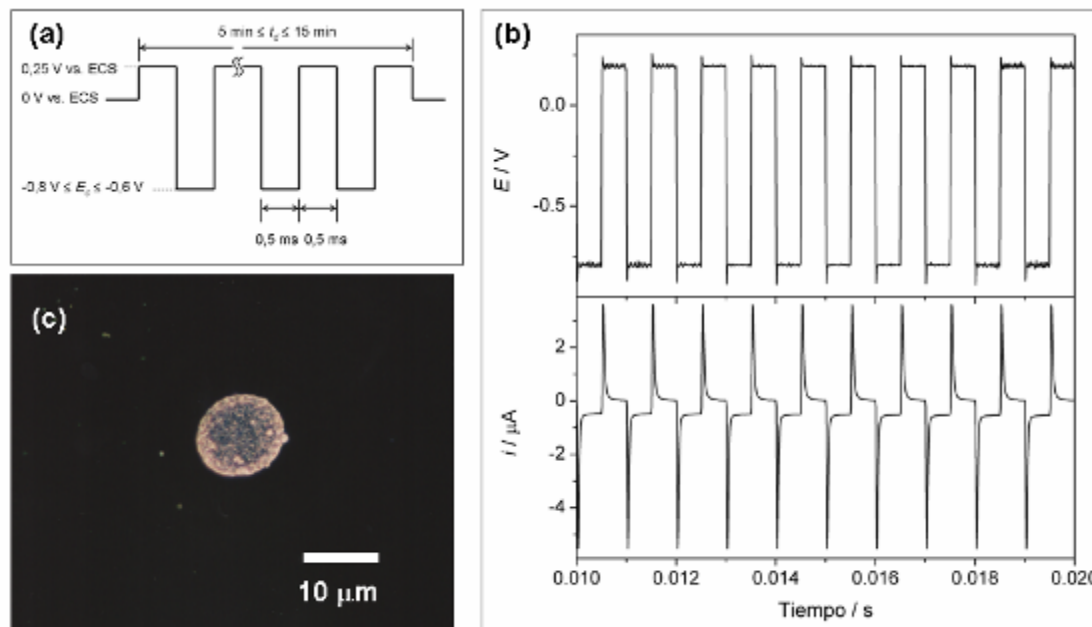 (a)
5 min ≤ tc ≤ 15 min
0,25 V vs. ECS
0 V vs. ECS
-0,8 V ≤ Ec ≤ -0,6 V
0,5 ms 0,5 ms
(b)
0.0
-0.5
E / V
2
0
-2
-4
i / μA
0.010 0.012 0.014 0.016 0.018 0.020
Tiempo / s
(c)
10 μm